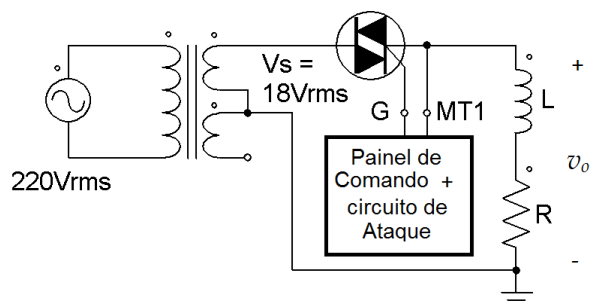 Vs =
18Vrms
G
MT1
L
+
Painel de
Comando +
circuito de
Ataque
vo
220Vrms
R
-